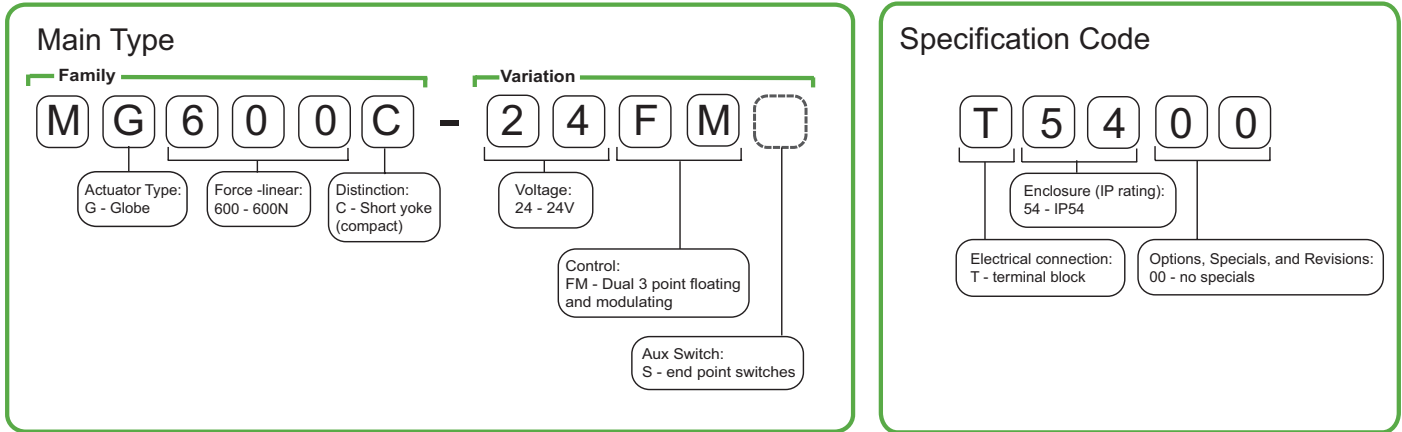 Main Type
Family
Variation
M G 6 0 0 C - 2 4 F M
Actuator Type:
G - Globe
Force -linear:
600 - 600N
Distinction:
C - Short yoke
(compact)
Voltage:
24 - 24V
Control:
FM - Dual 3 point floating
and modulating
Aux Switch:
S - end point switches
Specification Code
T 5 4 0 0
Enclosure (IP rating):
54 - IP54
Electrical connection:
T - terminal block
Options, Specials, and Revisions:
00 - no specials